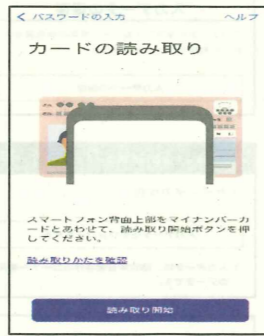 < パスワードの入力
ヘルプ
カードの読み取り
スマートフォン背面上部をマイナンバーカ
ードとあわせて、読み取り開始ボタンを押
してください。
読み取りかたを確認
読み取り開始